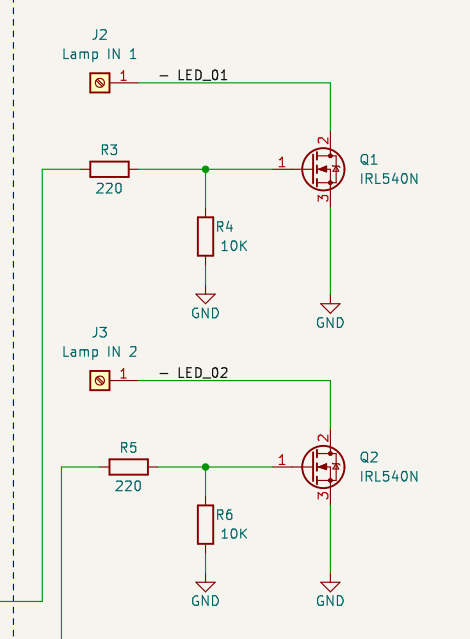 J2
Lamp IN 1
1
– LED_01
R3
220
1
2
3
Q1
IRL540N
R4
10K
GND
GND
J3
Lamp IN 2
1
– LED_02
R5
220
1
2
3
Q2
IRL540N
R6
10K
GND
GND